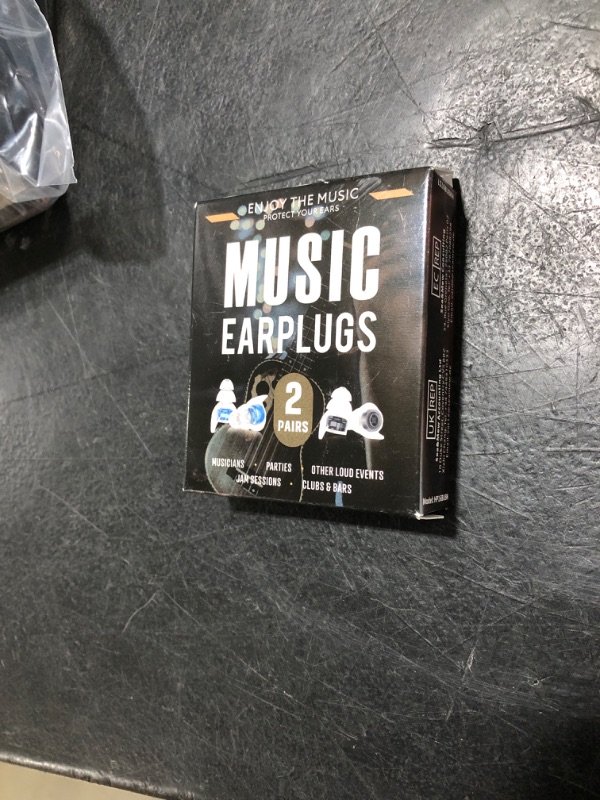 ENJOY THE MUSIC
PROTECT YOUR EARS
MUSIC
EARPLUGS
2
PAIRS
MUSICIANS • PARTIES OTHER LOUD EVENTS
JAM SESSIONS • CLUBS & BARS
EC REP
UK REP